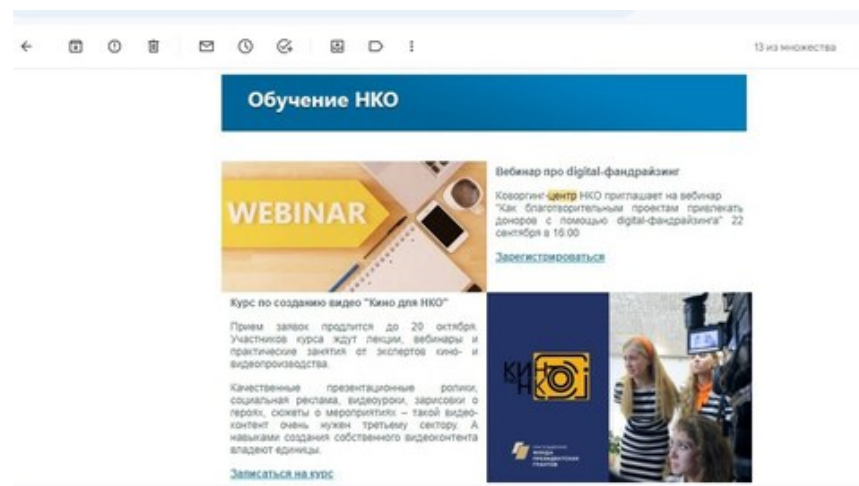 13 из множества
Обучение НКО
WEBINAR
Вебинар про digital-фандрайзинг
Коворкинг-центр НКО приглашает на вебинар
"Как благотворительным проектам привлекать
доноров с помощью digital-фандрайзинга" 22
сентября в 16:00
Зарегистрироваться
Курс по созданию видео "Кино для НКО"
Прием заявок продлится до 20 октября.
Участников курса ждут лекции, вебинары и
практические занятия от экспертов кино- и
видеопроизводства.
Качественные презентационные ролики,
социальная реклама, видеоуроки, зарисовки о
героях, сюжеты о мероприятиях – такой видео-
контент очень нужен третьему сектору. А
навыками создания собственного видеоконтента
владеют единицы.
Записаться на курс
ФОНДА
ПРЕЗИДЕНТСКИХ
ГРАНТОВ